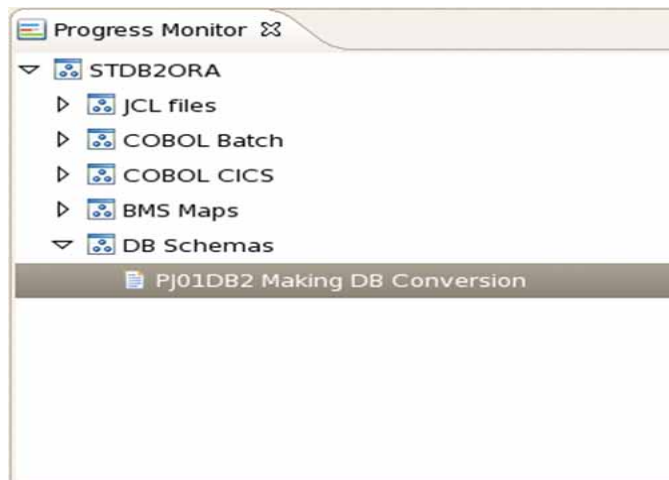 Progress Monitor
STDB2ORA
JCL files
COBOL Batch
COBOL CICS
BMS Maps
DB Schemas
PJ01DB2 Making DB Conversion